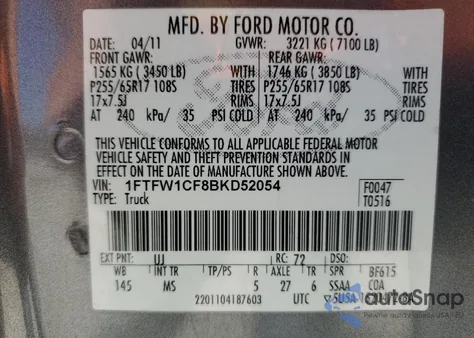 MFD. BY FORD MOTOR CO.
DATE: 04/11 GVWR: 3221 KG (7100 LB)
FRONT GAWR: REAR GAWR:
1565 KG (3450 LB) WITH 1746 KG (3850 LB) WITH
P255/65R17 108S TIRES P255/65R17 108S TIRES
17x7.5J RIMS 17x7.5J RIMS
AT 240 kPa/ 35 PSI COLD AT 240 kPa/ 35 PSI COLD
THIS VEHICLE CONFORMS TO ALL APPLICABLE FEDERAL MOTOR
VEHICLE SAFETY AND THEFT PREVENTION STANDARDS IN
EFFECT ON THE DATE OF MANUFACTURE SHOWN ABOVE.
VIN: 1FTFW1CF8BKD52054 F0047
TYPE: Truck T0516
EXT PNT: UJ RC: 72 DSO:
WB INT TR TP/PS R AXLE TR SPR BF615
145 MS 5 27 6 SSAA COA
2201104187603 UTC
autoSnap